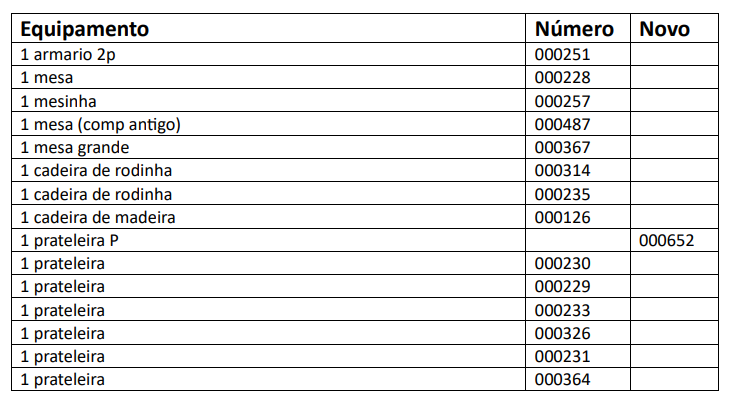 Equipamento Número Novo
1 armario 2p 000251
1 mesa 000228
1 mesinha 000257
1 mesa (comp antigo) 000487
1 mesa grande 000367
1 cadeira de rodinha 000314
1 cadeira de rodinha 000235
1 cadeira de madeira 000126
1 prateleira P 000652
1 prateleira 000230
1 prateleira 000229
1 prateleira 000233
1 prateleira 000326
1 prateleira 000231
1 prateleira 000364